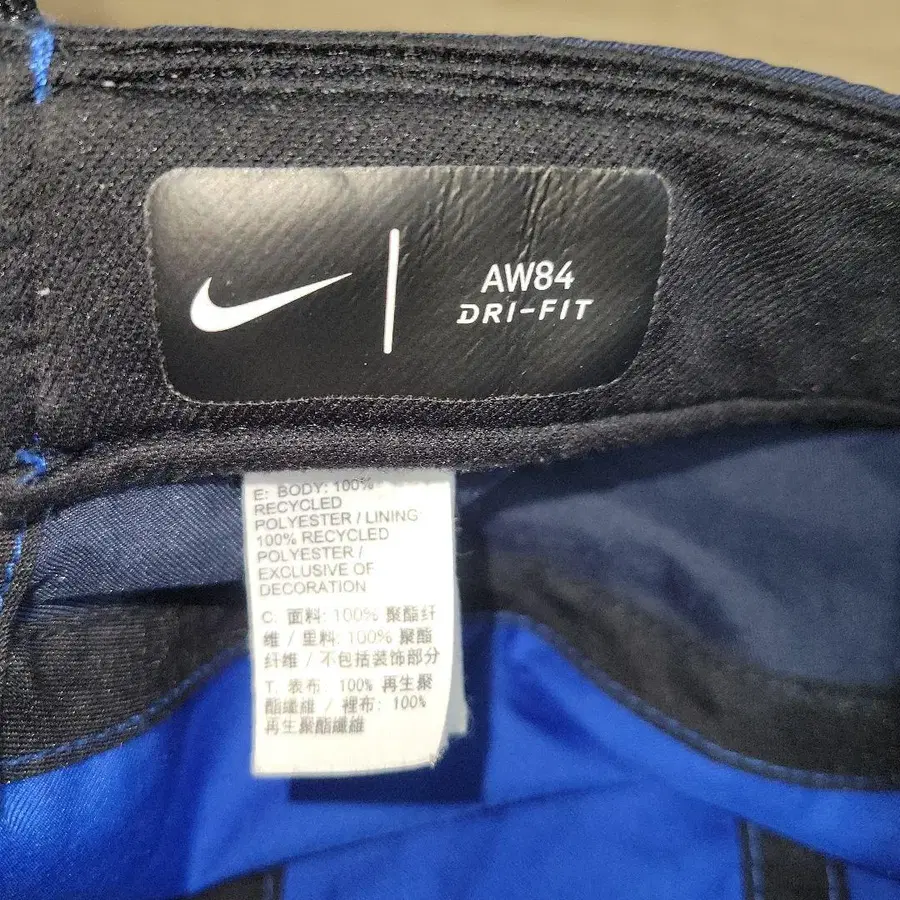 AW84
DRI-FIT
E: BODY: 100%
RECYCLED
POLYESTER / LINING:
100% RECYCLED
POLYESTER /
EXCLUSIVE OF
DECORATION
C: 面料: 100% 聚酯纤
维 / 里料: 100% 聚酯
纤维 / 不包括装饰部分
T: 表布: 100% 再生聚
酯纖維 / 裡布: 100%
再生聚酯纖維